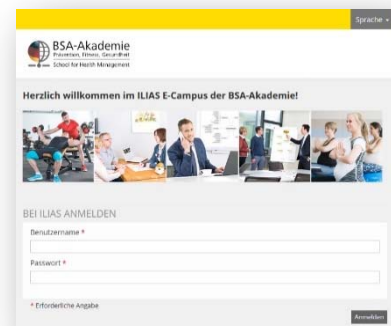 Sprache
BSA-Akademie
Prävention, Fitness, Gesundheit
School for Health Management
Herzlich willkommen im ILIAS E-Campus der BSA-Akademie!
BEI ILIAS ANMELDEN
Benutzername *
Passwort *
* Erforderliche Angabe
Anmelden